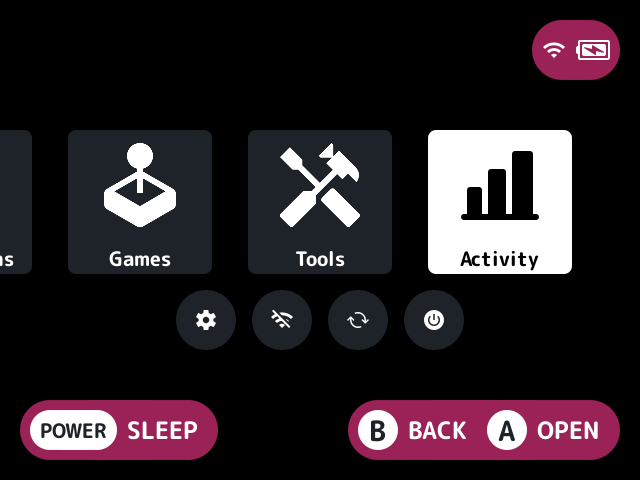 ns
Games
Tools
Activity
POWER SLEEP
B BACK A OPEN